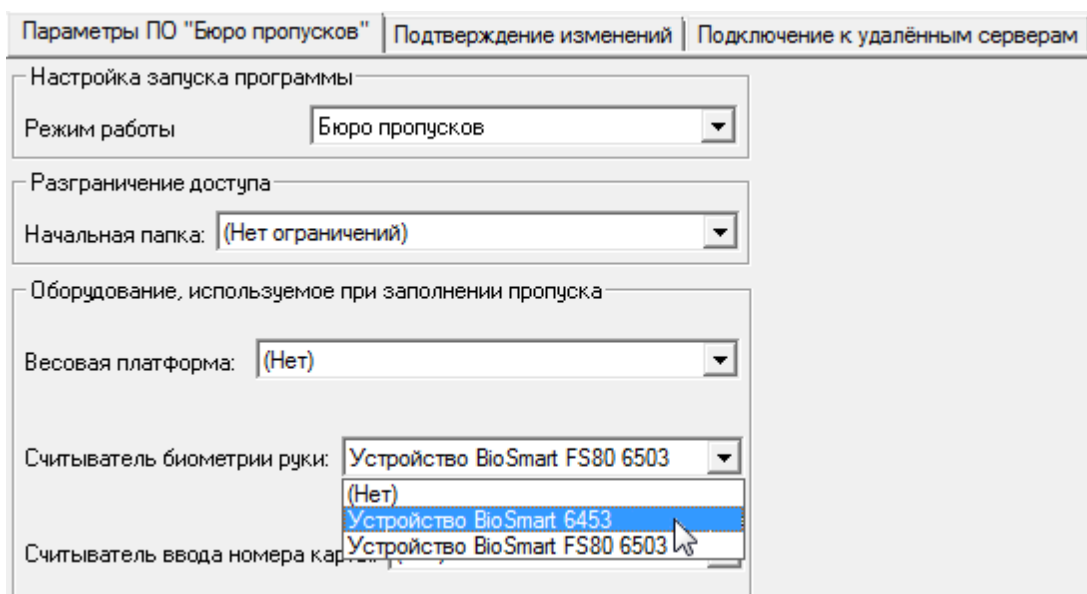 Параметры ПО "Бюро пропусков" Подтверждение изменений Подключение к удалённым серверам
Настройка запуска программы
Режим работы Бюро пропусков
Разграничение доступа
Начальная папка: (Нет ограничений)
Оборудование, используемое при заполнении пропуска
Весовая платформа: (Нет)
Считыватель биометрии руки: Устройство BioSmart FS80 6503
(Нет)
Устройство BioSmart 6453
Устройство BioSmart FS80 6503
Считыватель ввода номера